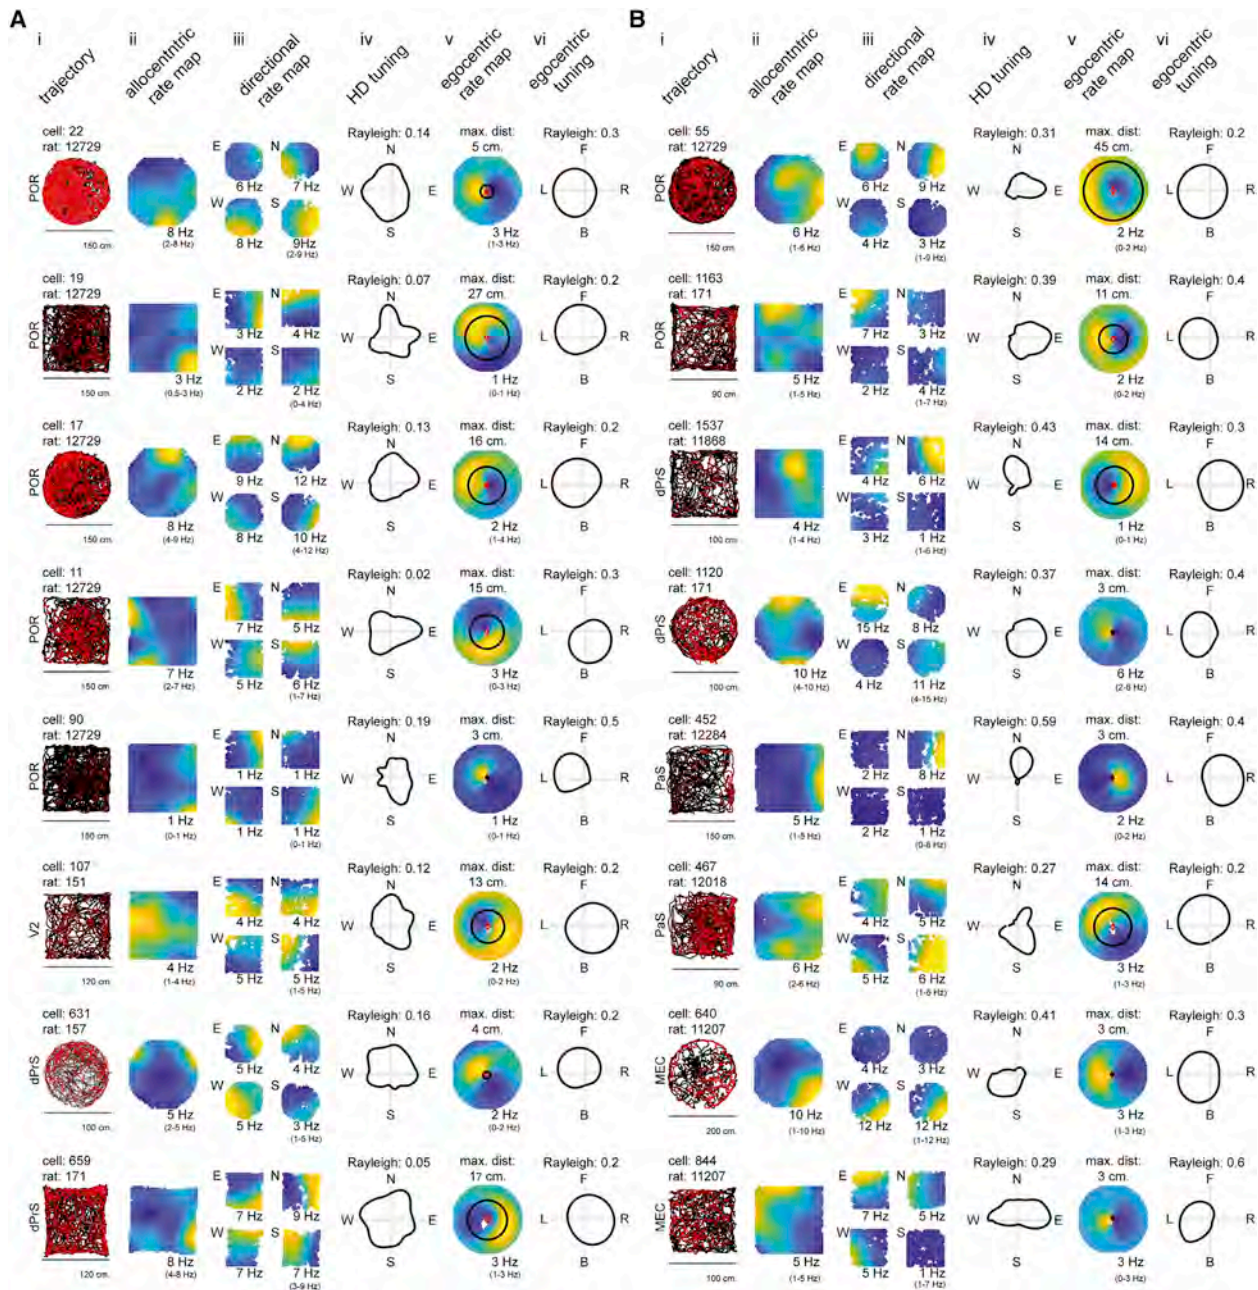 A
B
i ii iii iv v vi
i ii iii iv v vi
trajectory
allocentntric
rate map
directional
rate map
HD tuning
egocentric
rate map
egocentric
tuning
trajectory
allocentntric
rate map
directional
rate map
HD tuning
egocentric
rate map
egocentric
tuning
cell: 22
rat: 12729
POR
150 cm.
8 Hz
(2-8 Hz)
E 6 Hz
N 7 Hz
W 8 Hz
S 9Hz
(2-9 Hz)
Rayleigh: 0.14
N
W E
S
max. dist:
5 cm.
3 Hz
(1-3 Hz)
Rayleigh: 0.3
F
L R
B
cell: 19
rat: 12729
POR
150 cm.
3 Hz
(0.5-3 Hz)
E 3 Hz
N 4 Hz
W 2 Hz
S 2 Hz
(0-4 Hz)
Rayleigh: 0.07
N
W E
S
max. dist:
27 cm.
1 Hz
(0-1 Hz)
Rayleigh: 0.2
F
L R
B
cell: 17
rat: 12729
POR
150 cm.
8 Hz
(4-9 Hz)
E 9 Hz
N 12 Hz
W 8 Hz
S 10 Hz
(4-12 Hz)
Rayleigh: 0.13
N
W E
S
max. dist:
16 cm.
2 Hz
(1-4 Hz)
Rayleigh: 0.2
F
L R
B
cell: 11
rat: 12729
POR
150 cm.
7 Hz
(2-7 Hz)
E 7 Hz
N 5 Hz
W 5 Hz
S 6 Hz
(1-7 Hz)
Rayleigh: 0.02
N
W E
S
max. dist:
15 cm.
3 Hz
(0-3 Hz)
Rayleigh: 0.3
F
L R
B
cell: 90
rat: 12729
POR
150 cm.
1 Hz
(0-1 Hz)
E 1 Hz
N 1 Hz
W 1 Hz
S 1 Hz
(0-1 Hz)
Rayleigh: 0.19
N
W E
S
max. dist:
3 cm.
1 Hz
(0-1 Hz)
Rayleigh: 0.5
F
L R
B
cell: 107
rat: 151
V2
120 cm.
4 Hz
(1-4 Hz)
E 4 Hz
N 4 Hz
W 5 Hz
S 5 Hz
(1-5 Hz)
Rayleigh: 0.12
N
W E
S
max. dist:
13 cm.
2 Hz
(0-2 Hz)
Rayleigh: 0.2
F
L R
B
cell: 631
rat: 157
dPrS
100 cm.
5 Hz
(2-5 Hz)
E 5 Hz
N 4 Hz
W 5 Hz
S 3 Hz
(1-5 Hz)
Rayleigh: 0.16
N
W E
S
max. dist:
4 cm.
2 Hz
(0-2 Hz)
Rayleigh: 0.2
F
L R
B
cell: 659
rat: 171
dPrS
120 cm.
8 Hz
(4-8 Hz)
E 7 Hz
N 9 Hz
W 7 Hz
S 7 Hz
(3-9 Hz)
Rayleigh: 0.05
N
W E
S
max. dist:
17 cm.
3 Hz
(1-3 Hz)
Rayleigh: 0.2
F
L R
B
cell: 55
rat: 12729
POR
150 cm.
6 Hz
(1-6 Hz)
E 6 Hz
N 9 Hz
W 4 Hz
S 3 Hz
(1-9 Hz)
Rayleigh: 0.31
N
W E
S
max. dist:
45 cm.
2 Hz
(0-2 Hz)
Rayleigh: 0.2
F
L R
B
cell: 1163
rat: 171
POR
90 cm.
5 Hz
(1-5 Hz)
E 7 Hz
N 3 Hz
W 2 Hz
S 4 Hz
(1-7 Hz)
Rayleigh: 0.39
N
W E
S
max. dist:
11 cm.
2 Hz
(0-2 Hz)
Rayleigh: 0.4
F
L R
B
cell: 1537
rat: 11868
dPrS
100 cm.
4 Hz
(1-4 Hz)
E 4 Hz
N 6 Hz
W 3 Hz
S 1 Hz
(1-6 Hz)
Rayleigh: 0.43
N
W E
S
max. dist:
14 cm.
1 Hz
(0-1 Hz)
Rayleigh: 0.3
F
L R
B
cell: 1120
rat: 171
dPrS
100 cm.
10 Hz
(4-10 Hz)
E 15 Hz
N 8 Hz
W 4 Hz
S 11 Hz
(4-15 Hz)
Rayleigh: 0.37
N
W E
S
max. dist:
3 cm.
6 Hz
(2-6 Hz)
Rayleigh: 0.4
F
L R
B
cell: 452
rat: 12284
PaS
150 cm.
5 Hz
(1-5 Hz)
E 2 Hz
N 8 Hz
W 2 Hz
S 1 Hz
(0-8 Hz)
Rayleigh: 0.59
N
W E
S
max. dist:
3 cm.
2 Hz
(0-2 Hz)
Rayleigh: 0.4
F
L R
B
cell: 467
rat: 12018
PaS
90 cm.
6 Hz
(2-6 Hz)
E 4 Hz
N 5 Hz
W 5 Hz
S 6 Hz
(1-6 Hz)
Rayleigh: 0.27
N
W E
S
max. dist:
14 cm.
3 Hz
(1-3 Hz)
Rayleigh: 0.2
F
L R
B
cell: 640
rat: 11207
MEC
200 cm.
10 Hz
(1-10 Hz)
E 4 Hz
N 3 Hz
W 12 Hz
S 12 Hz
(1-12 Hz)
Rayleigh: 0.41
N
W E
S
max. dist:
3 cm.
3 Hz
(1-3 Hz)
Rayleigh: 0.3
F
L R
B
cell: 844
rat: 11207
MEC
100 cm.
5 Hz
(1-5 Hz)
E 7 Hz
N 5 Hz
W 5 Hz
S 1 Hz
(1-7 Hz)
Rayleigh: 0.29
N
W E
S
max. dist:
3 cm.
3 Hz
(0-3 Hz)
Rayleigh: 0.6
F
L R
B